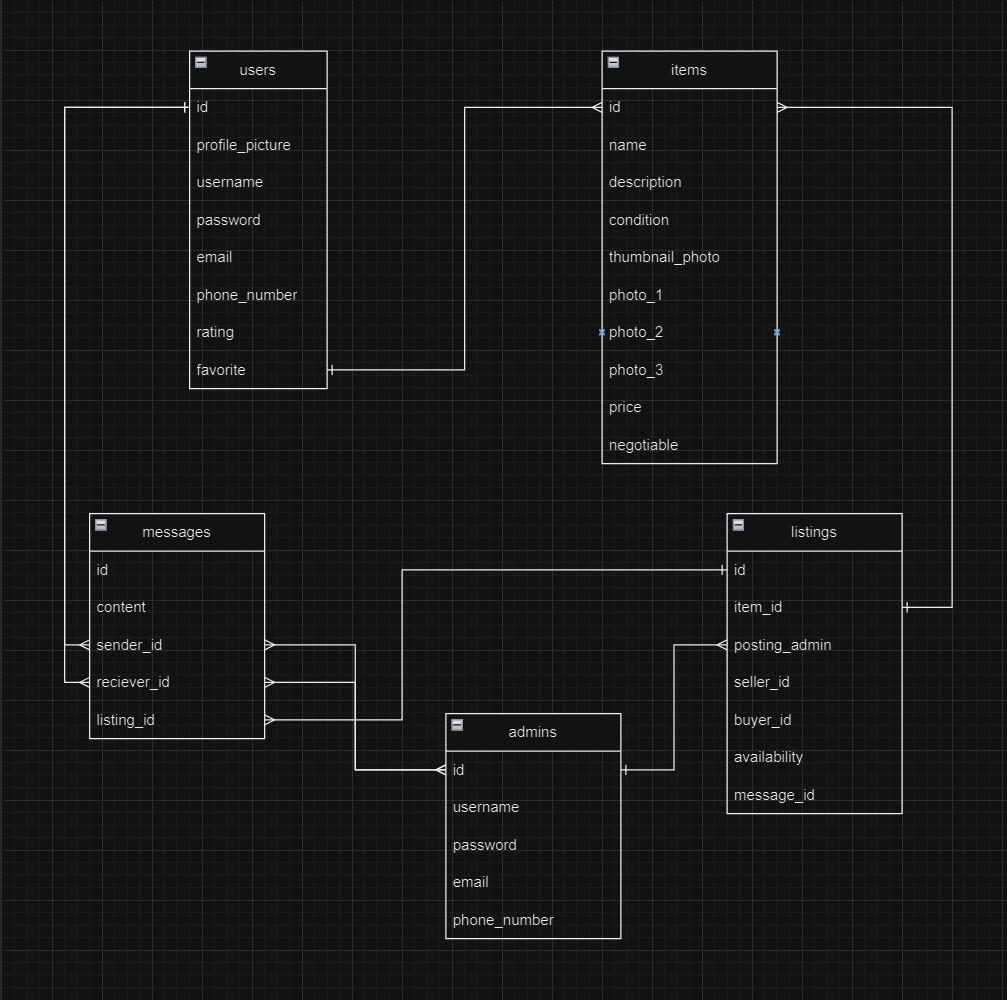 users
id
profile_picture
username
password
email
phone_number
rating
favorite
items
id
name
description
condition
thumbnail_photo
photo_1
photo_2
photo_3
price
negotiable
messages
id
content
sender_id
reciever_id
listing_id
listings
id
item_id
posting_admin
seller_id
buyer_id
availability
message_id
admins
id
username
password
email
phone_number